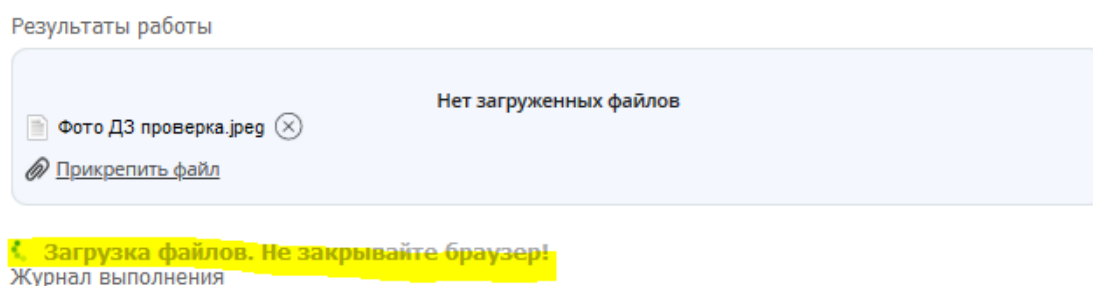 Результаты работы
Нет загруженных файлов
Фото ДЗ проверка.jpeg
Прикрепить файл
Загрузка файлов. Не закрывайте браузер!
Журнал выполнения